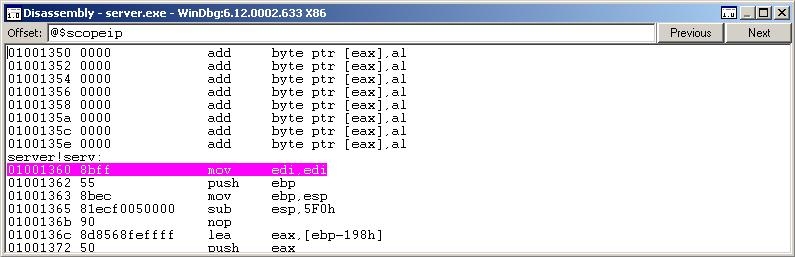 Disassembly - server.exe - WinDbg:6.12.0002.633 X86
Offset: @$scopeip Previous Next
01001350 0000 add byte ptr [eax],al
01001352 0000 add byte ptr [eax],al
01001354 0000 add byte ptr [eax],al
01001356 0000 add byte ptr [eax],al
01001358 0000 add byte ptr [eax],al
0100135a 0000 add byte ptr [eax],al
0100135c 0000 add byte ptr [eax],al
0100135e 0000 add byte ptr [eax],al
server!serv:
01001360 8bff mov edi,edi
01001362 55 push ebp
01001363 8bec mov ebp,esp
01001365 81ecf0050000 sub esp,5F0h
0100136b 90 nop
0100136c 8d8568feffff lea eax,[ebp-198h]
01001372 50 push eax